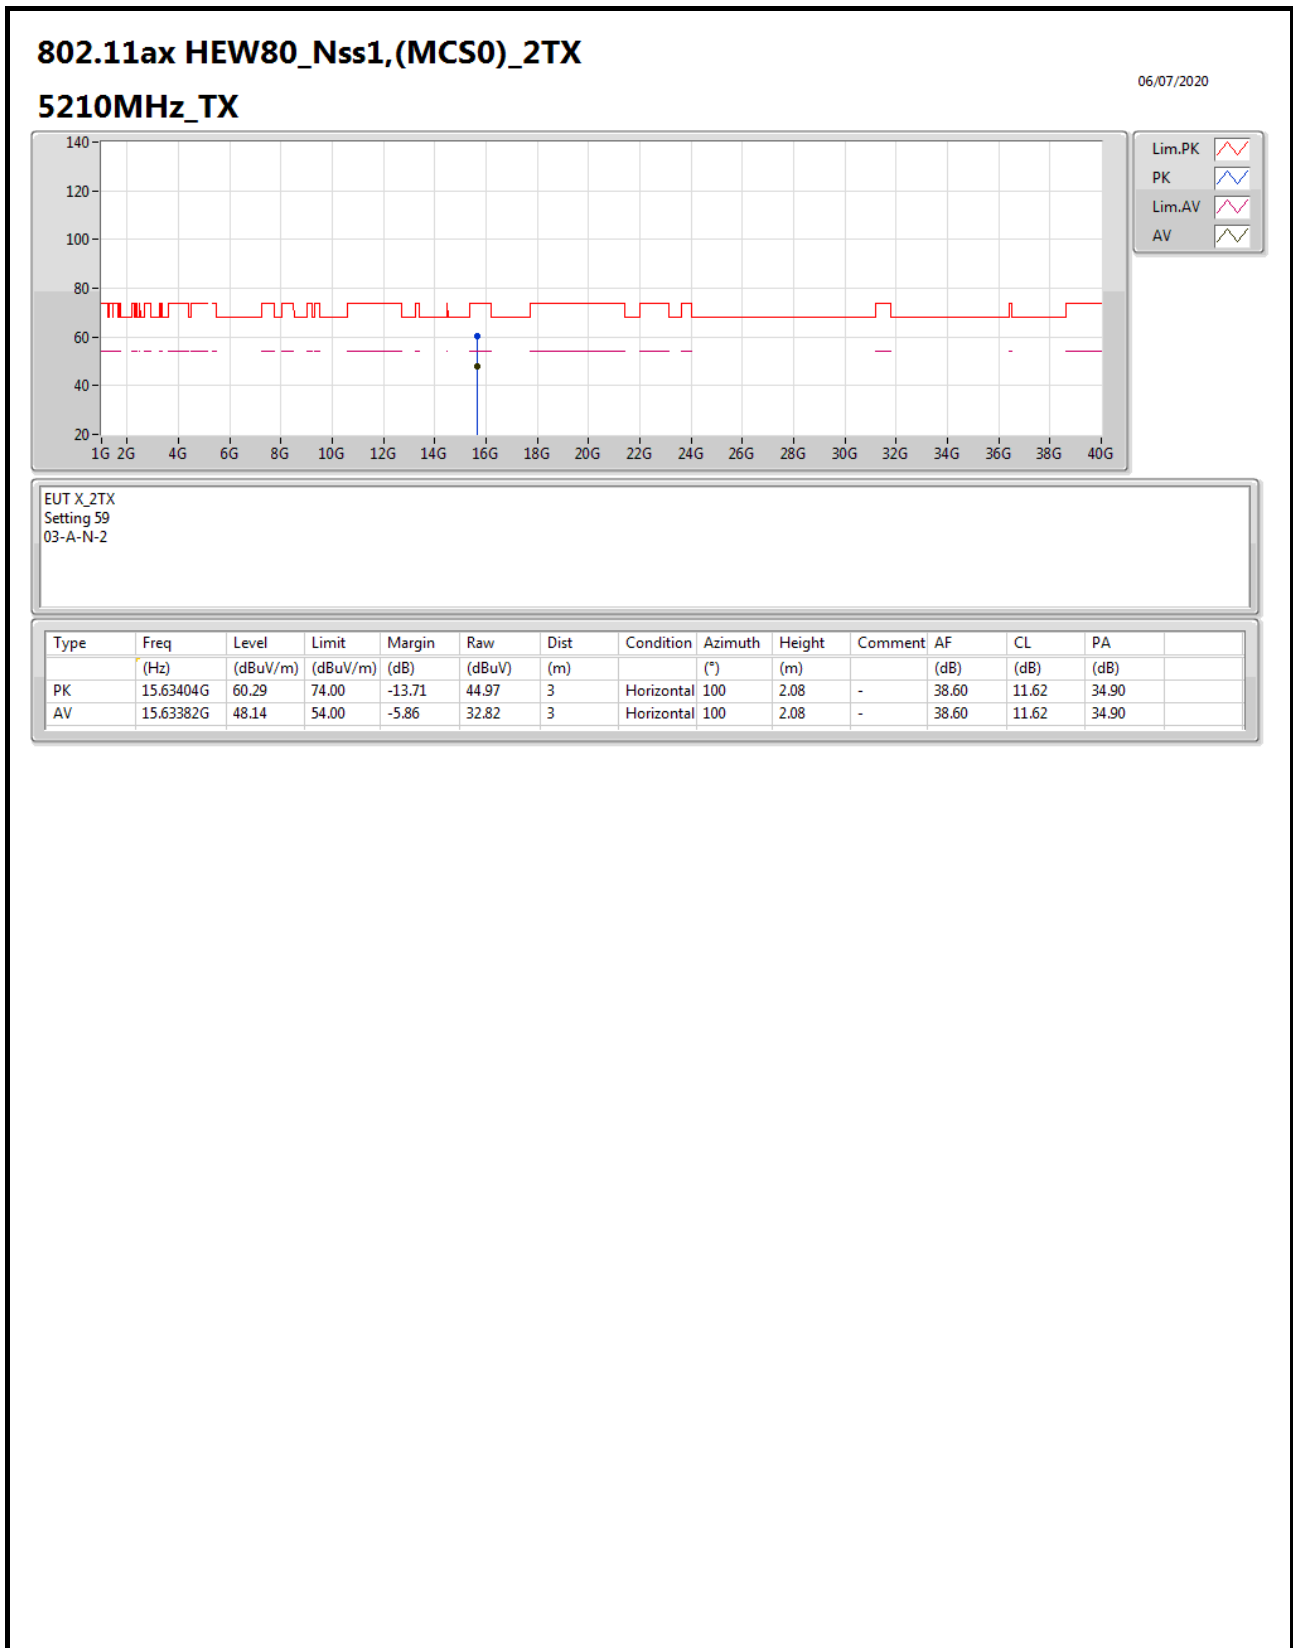 802.11ax HEW80_Nss1,(MCS0)_2TX
06/07/2020
5210MHz_TX
140
120
100
80
60
40
20
1G 2G 4G 6G 8G 10G 12G 14G 16G 18G 20G 22G 24G 26G 28G 30G 32G 34G 36G 38G 40G
Lim.PK
PK
Lim.AV
AV
EUT X_2TX
Setting 59
03-A-N-2
Type Freq Level Limit Margin Raw Dist Condition Azimuth Height Comment AF CL PA
(Hz) (dBuV/m) (dBuV/m) (dB) (dBuV) (m) (°) (m) (dB) (dB) (dB)
PK 15.63404G 60.29 74.00 -13.71 44.97 3 Horizontal 100 2.08 - 38.60 11.62 34.90
AV 15.63382G 48.14 54.00 -5.86 32.82 3 Horizontal 100 2.08 - 38.60 11.62 34.90